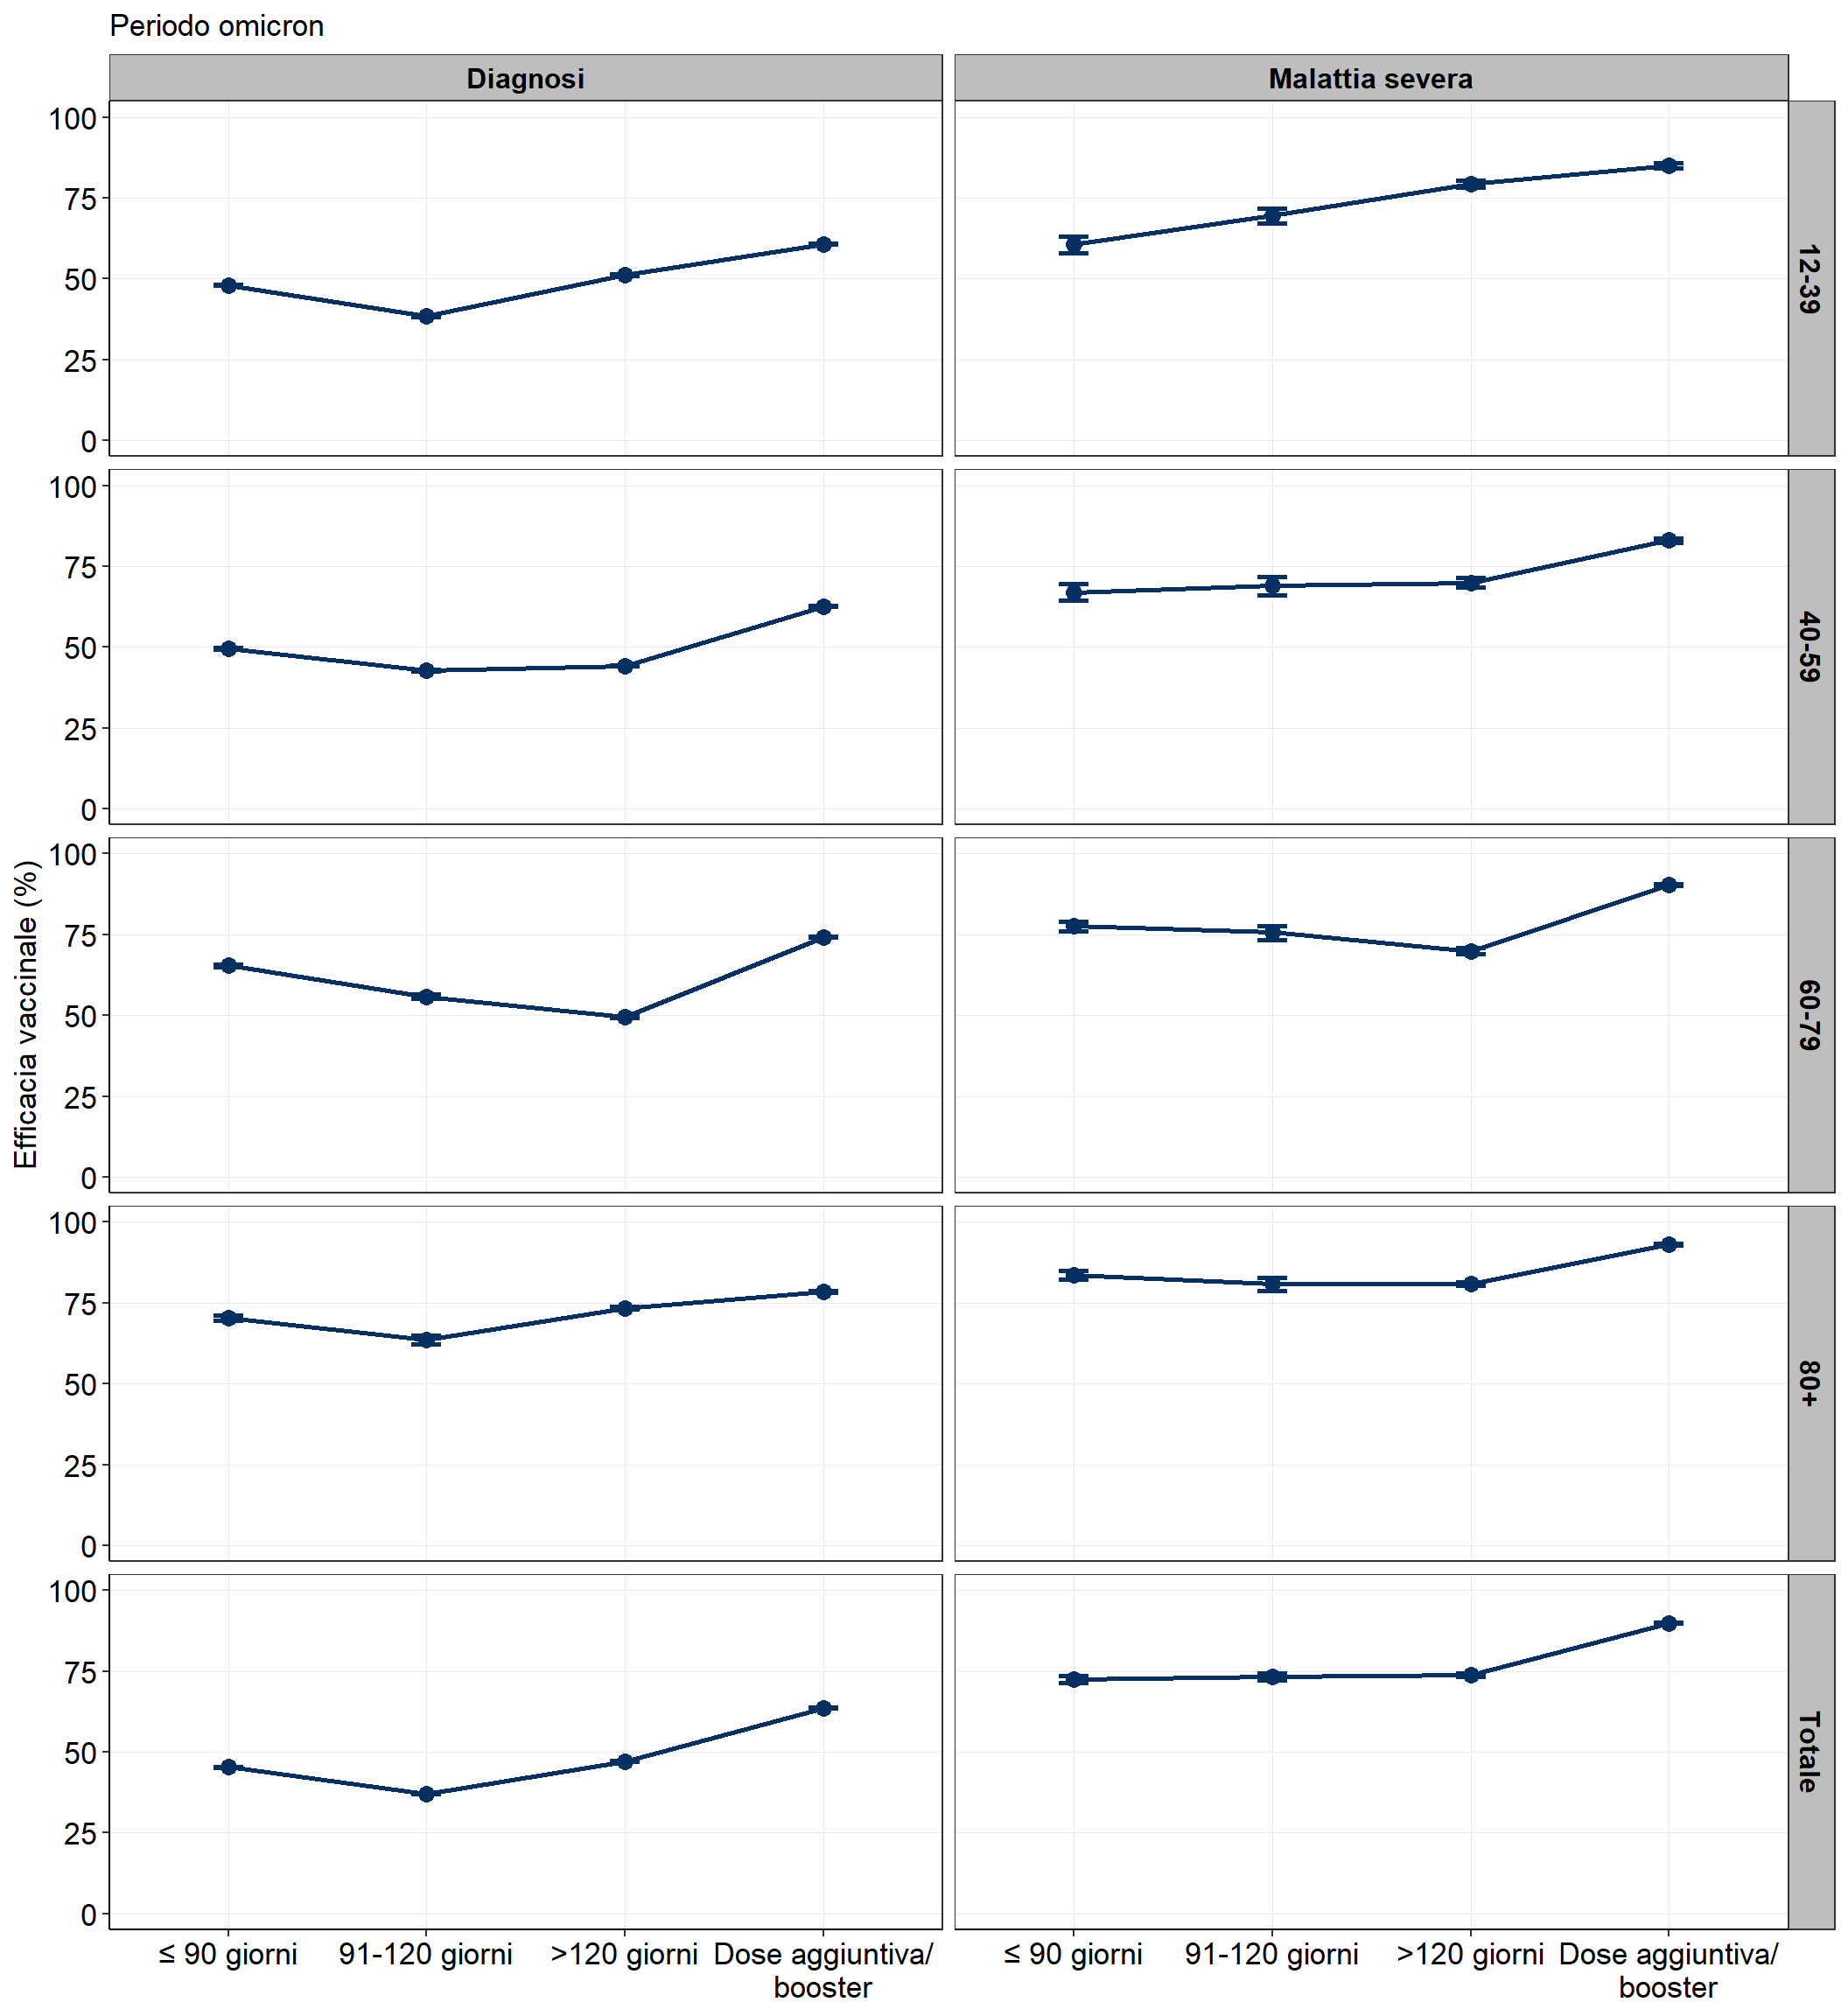 Periodo omicron
Diagnosi
Malattia severa
Efficacia vaccinale (%)
100
75
50
25
0
12-39
100
75
50
25
0
40-59
100
75
50
25
0
60-79
100
75
50
25
0
80+
100
75
50
25
0
Totale
≤ 90 giorni
91-120 giorni
>120 giorni
Dose aggiuntiva/
booster
≤ 90 giorni
91-120 giorni
>120 giorni
Dose aggiuntiva/
booster